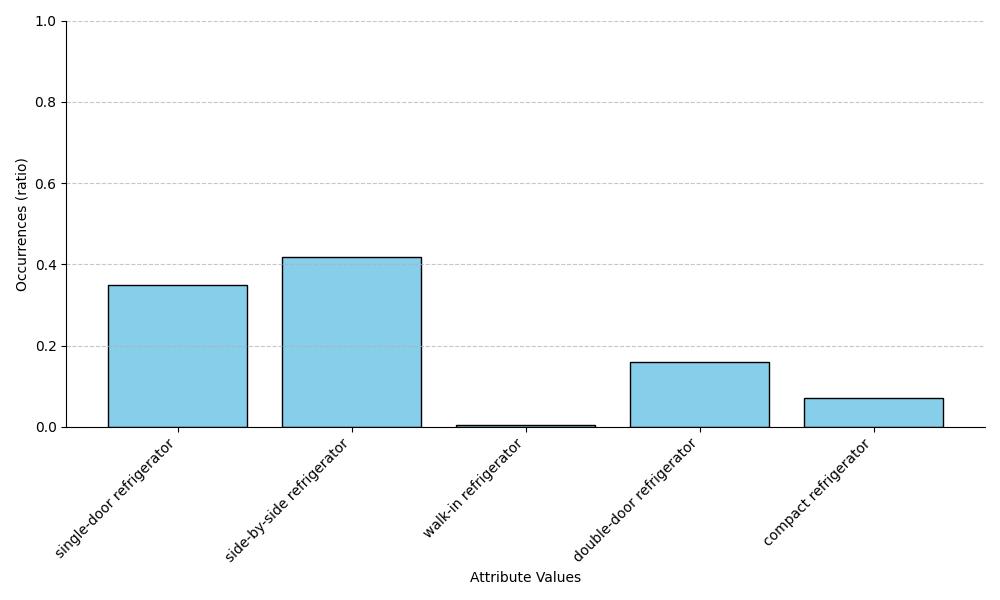 1.0
0.8
0.6
0.4
0.2
0.0
Occurrences (ratio)
single-door refrigerator
side-by-side refrigerator
walk-in refrigerator
double-door refrigerator
compact refrigerator
Attribute Values